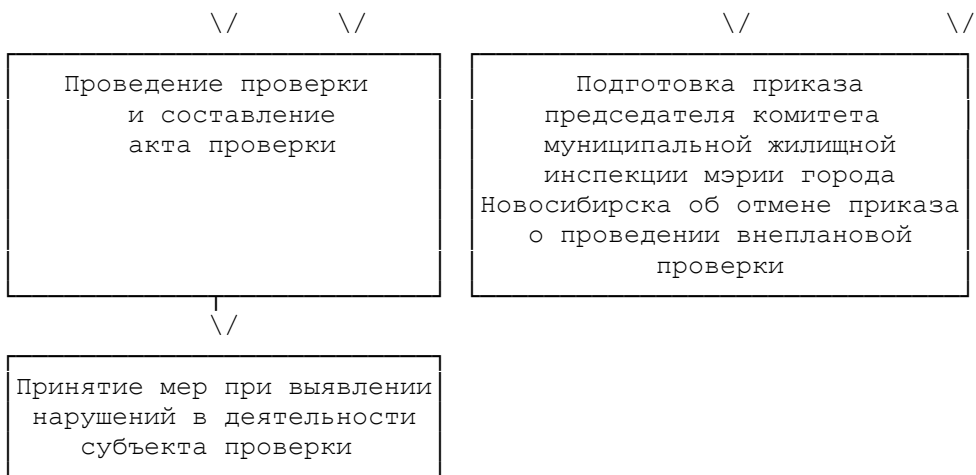 \/ \/ \/ \/
Проведение проверки
и составление
акта проверки
Подготовка приказа
председателя комитета
муниципальной жилищной
инспекции мэрии города
Новосибирска об отмене приказа
о проведении внеплановой
проверки
\/
Принятие мер при выявлении
нарушений в деятельности
субъекта проверки